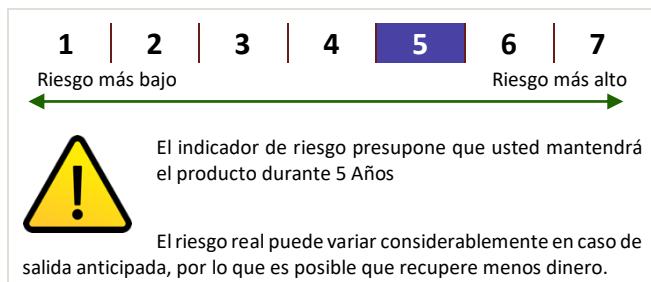 1 2 3 4 5 6 7
Riesgo más bajo Riesgo más alto
El indicador de riesgo presupone que usted mantendrá
el producto durante 5 Años
El riesgo real puede variar considerablemente en caso de
salida anticipada, por lo que es posible que recupere menos dinero.